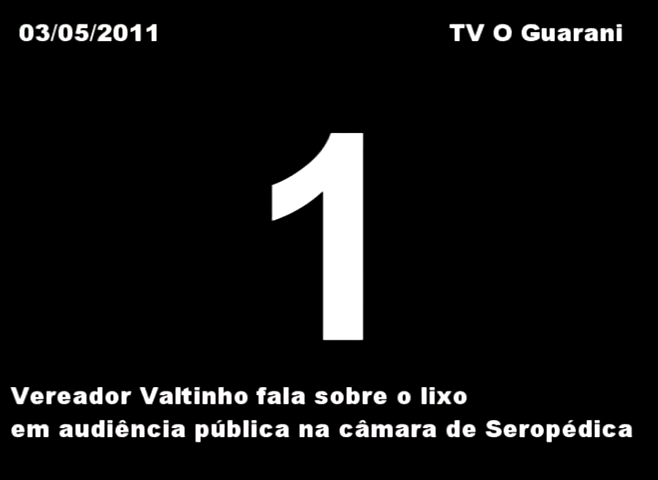 03/05/2011 TV O Guarani
1
Vereador Valtinho fala sobre o lixo
em audiência pública na câmara de Seropédica